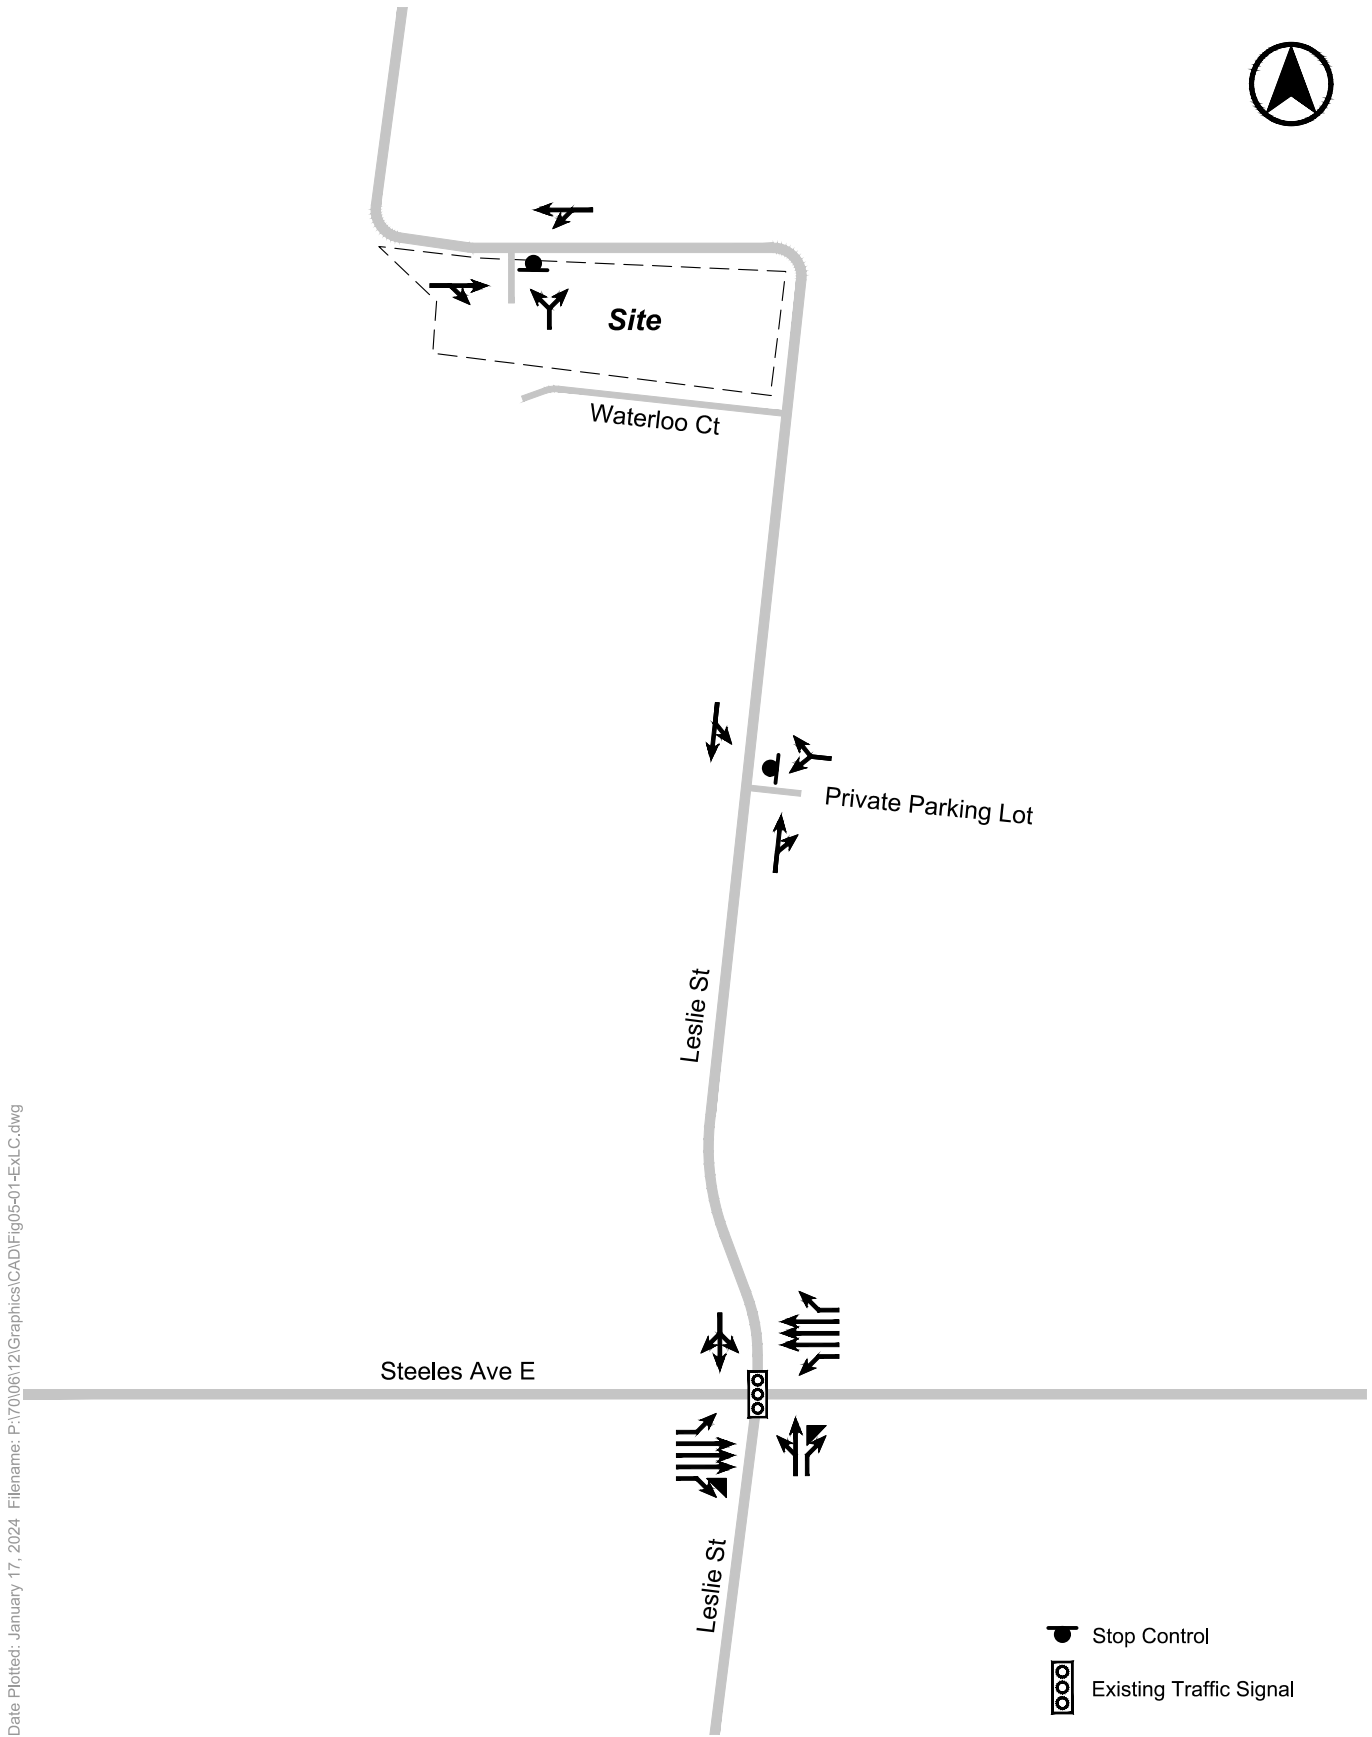 Site
Waterloo Ct
Private Parking Lot
Leslie St
Steeles Ave E
Leslie St
Stop Control
Existing Traffic Signal
Date Plotted: January 17, 2024 Filename: P:\70\06\12\Graphics\CAD\Fig05-01-ExLC.dwg